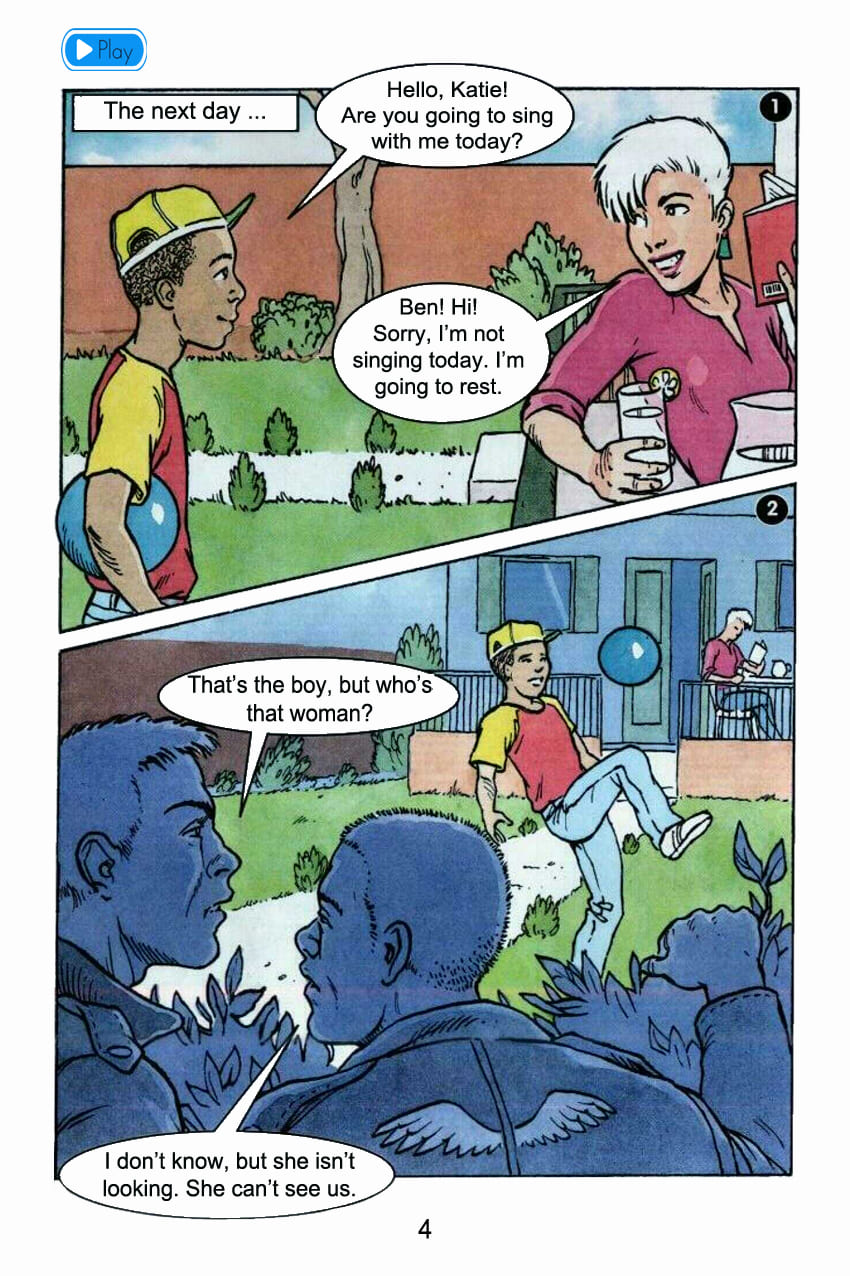 Play
The next day ...
Hello, Katie!
Are you going to sing
with me today?
1
Ben! Hi!
Sorry, I'm not
singing today. I'm
going to rest.
2
That's the boy, but who's
that woman?
I don't know, but she isn't
looking. She can't see us.
4